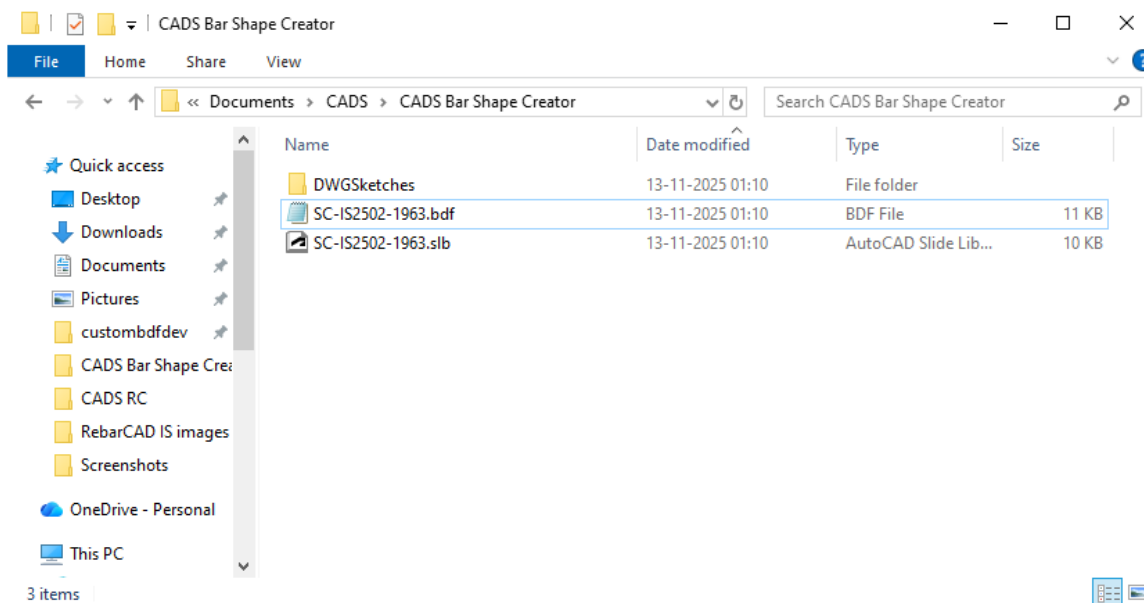 CADS Bar Shape Creator
File Home Share View
« Documents > CADS > CADS Bar Shape Creator Search CADS Bar Shape Creator
Name Date modified Type Size
Quick access
Desktop
Downloads
Documents
Pictures
custombdfdev
CADS Bar Shape Crea
CADS RC
RebarCAD IS images
Screenshots
OneDrive - Personal
This PC
DWGSketches 13-11-2025 01:10 File folder
SC-IS2502-1963.bdf 13-11-2025 01:10 BDF File 11 KB
SC-IS2502-1963.slb 13-11-2025 01:10 AutoCAD Slide Lib... 10 KB
3 items